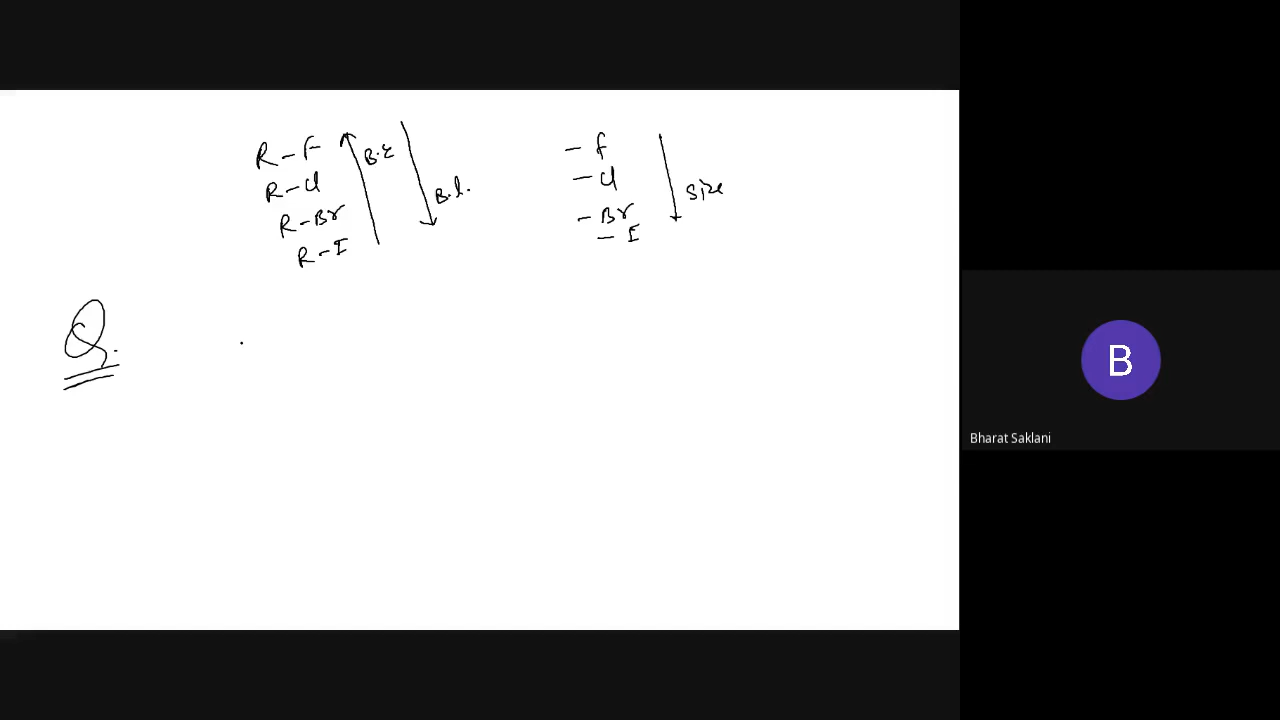 R-F B.E - F
R-Cl B.l. - Cl Size
R-Br - Br
R-I - I
Q.
B
Bharat Saklani